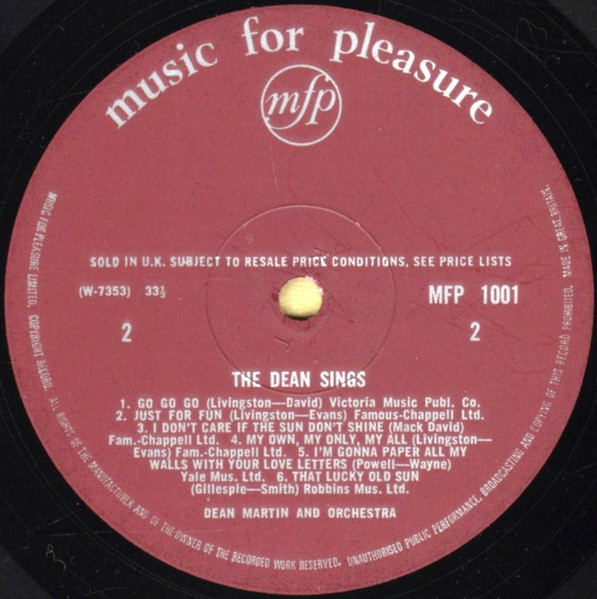 music for pleasure
mfp
SOLD IN U.K. SUBJECT TO RESALE PRICE CONDITIONS, SEE PRICE LISTS
(W-7353) 33⅓ MFP 1001
2 2
THE DEAN SINGS
1. GO GO GO (Livingston—David) Victoria Music Publ. Co.
2. JUST FOR FUN (Livingston—Evans) Famous-Chappell Ltd.
3. I DON'T CARE IF THE SUN DON'T SHINE (Mack David)
Fam.-Chappell Ltd. 4. MY OWN, MY ONLY, MY ALL (Livingston—
Evans) Fam.-Chappell Ltd. 5. I'M GONNA PAPER ALL MY
WALLS WITH YOUR LOVE LETTERS (Powell—Wayne)
Yale Mus. Ltd. 6. THAT LUCKY OLD SUN
(Gillespie—Smith) Robbins Mus. Ltd.
DEAN MARTIN AND ORCHESTRA
MUSIC FOR PLEASURE LIMITED. COPYRIGHT RECORD. ALL RIGHTS OF THE MANUFACTURER AND OF THE OWNER OF THE RECORDED WORK RESERVED. UNAUTHORISED PUBLIC PERFORMANCE, BROADCASTING AND COPYING OF THIS RECORD PROHIBITED. MADE IN GREAT BRITAIN.